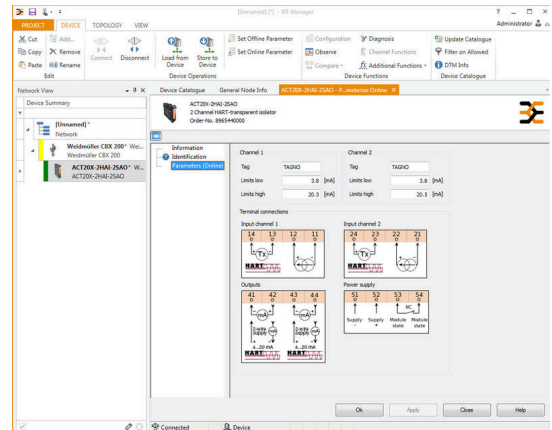 [Unnamed] (*) - WI-Manager
PROJECT DEVICE TOPOLOGY VIEW
Administrator
Cut Add...
Copy Remove
Paste Rename
Edit
Connect Disconnect
Load from Device Store to Device
Set Offline Parameter
Set Online Parameter
Device Operations
Configuration Diagnosis
Observe Channel Functions
Compare Additional Functions
Device Functions
Update Catalogue
Filter on Allowed
DTM Info
Device Catalogue
Network View
Device Summary
[Unnamed] *
Network
Weidmüller CBX 200* Wei...
Weidmüller CBX 200
ACT20X-2HAI-2SAO* W...
ACT20X-2HAI-2SAO
Device Catalogue General Node Info ACT20X-2HAI-2SAO - P...meterize Online
ACT20X-2HAI-2SAO
2 Channel HART-transparent isolator
Order-No. 8965440000
Information
Identification
Parameters (Online)
Channel 1 Channel 2
Tag TAGNO Tag TAGNO
Limits low 3.8 [mA] Limits low 3.8 [mA]
Limits high 20.5 [mA] Limits high 20.5 [mA]
Terminal connections
Input channel 1 Input channel 2
14 13 12 11 24 23 22 21
Tx Tx
HART HART
Outputs Power supply
41 42 43 44 51 52 53 54
NC
mA mA
Supply - Supply + Module state Module state
2-wire supply mA 2-wire supply mA
4...20 mA 4...20 mA
HART HART
Ok Apply Close Help
Connected Device